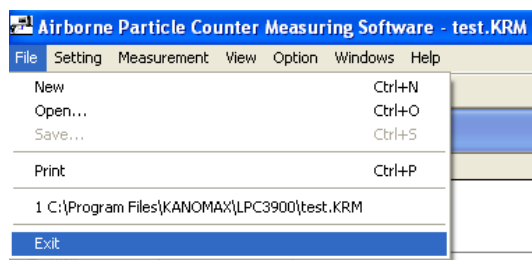 Airborne Particle Counter Measuring Software - test.KRM
File Setting Measurement View Option Windows Help
New Ctrl+N
Open... Ctrl+O
Save... Ctrl+S
Print Ctrl+P
1 C:\Program Files\KANOMAX\LPC3900\test.KRM
Exit